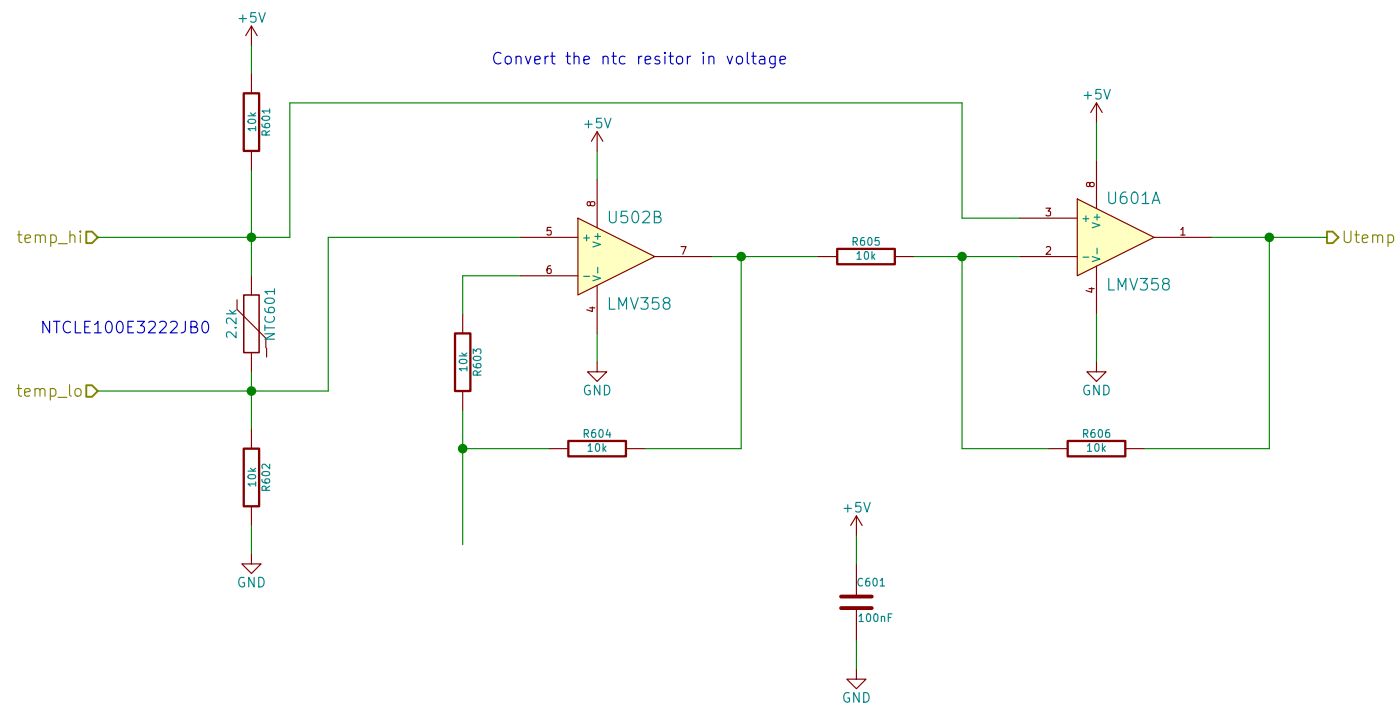 +5V
Convert the ntc resitor in voltage
10k
R601
+5V
+5V
8
U601A
8
U502B
3
+
V+
temp_hi
5
+
V+
7
R605
10k
2
-
V-
1
Utemp
6
-
V-
4
LMV358
4
LMV358
NTCLE100E3222JB0
2.2k
NTC601
10k
R603
GND
GND
temp_lo
R604
10k
R606
10k
10k
R602
+5V
GND
C601
100nF
GND